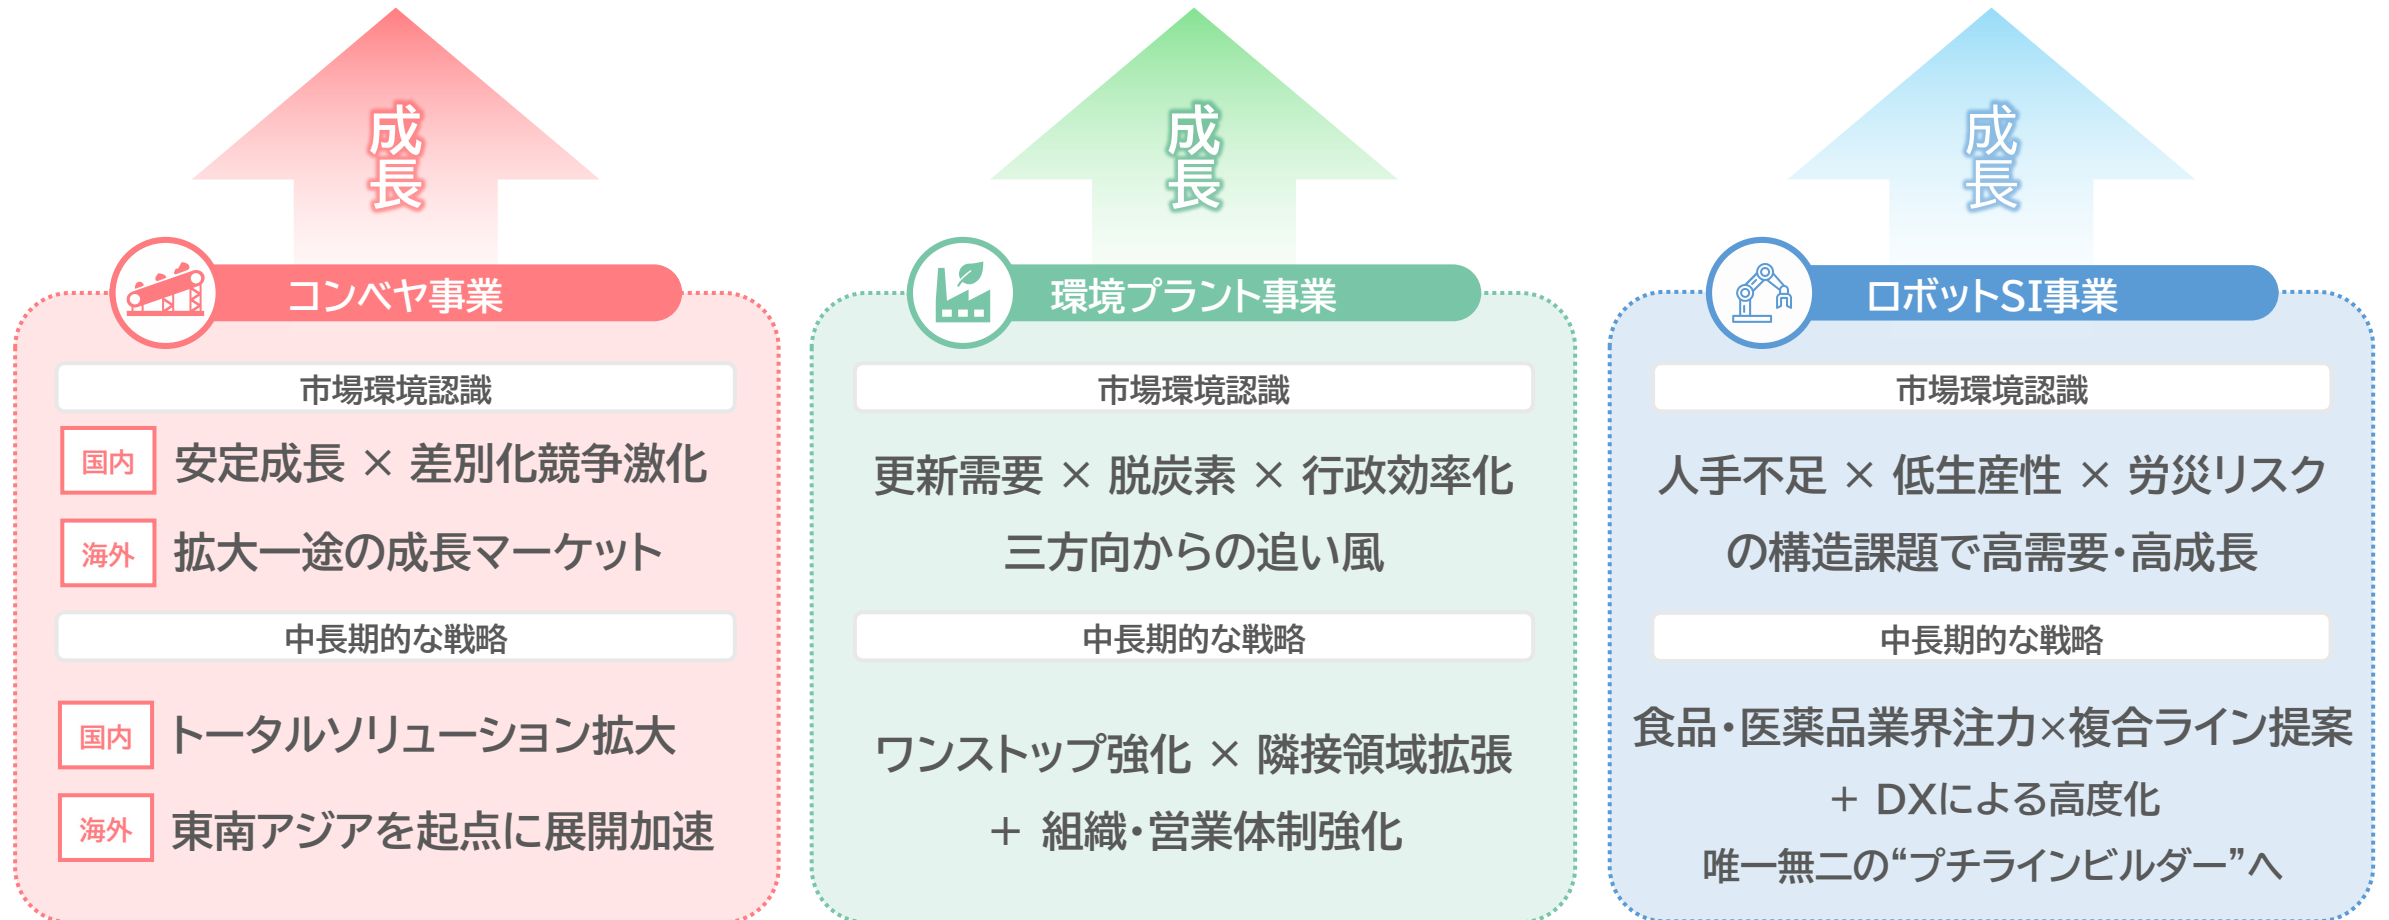 成長
コンベヤ事業
市場環境認識
国内 安定成長 × 差別化競争激化
海外 拡大一途の成長マーケット
中長期的な戦略
国内 トータルソリューション拡大
海外 東南アジアを起点に展開加速
成長
環境プラント事業
市場環境認識
更新需要 × 脱炭素 × 行政効率化
三方向からの追い風
中長期的な戦略
ワンストップ強化 × 隣接領域拡張
+ 組織・営業体制強化
成長
ロボットSI事業
市場環境認識
人手不足 × 低生産性 × 労災リスク
の構造課題で高需要・高成長
中長期的な戦略
食品・医薬品業界注力×複合ライン提案
+ DXによる高度化
唯一無二の“プチラインビルダー”へ